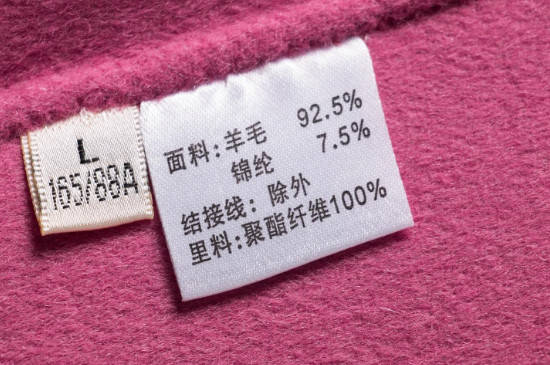 L
165/88A
面料:羊毛 92.5%
锦纶 7.5%
结接线: 除外
里料:聚酯纤维100%